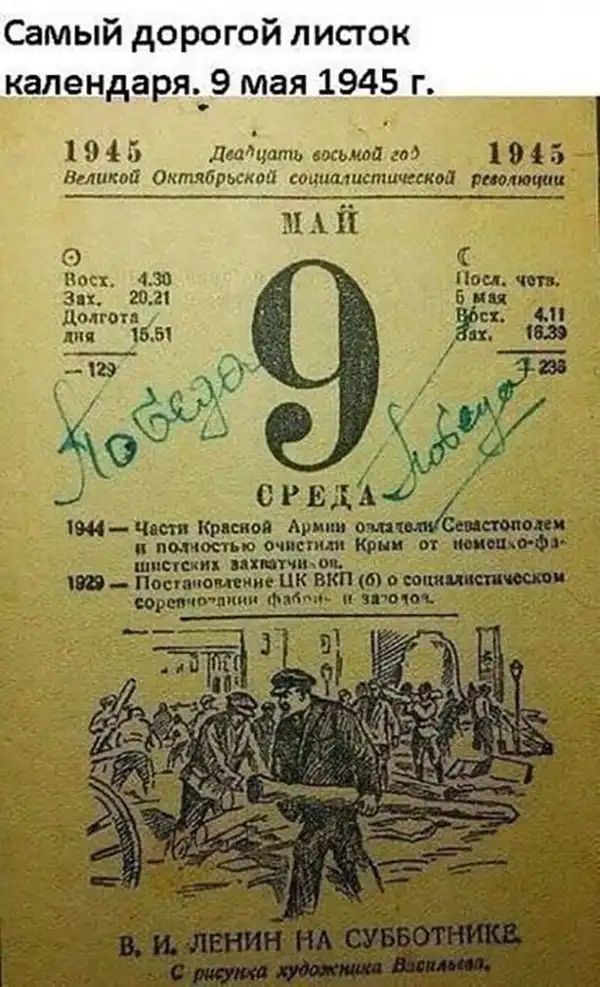 Самый дорогой листок
календаря. 9 мая 1945 г.
1945 Двадцать восьмой год 1945
Великой Октябрьской социалистической революции
МАЙ
Восх. 4.30
Зах. 20.21
Долгота
дня 15.51
— 129
9
Посл. четв.
5 мая
Восх. 4.11
Зах. 16.39
+ 236
Победа
Победа
СРЕДА
1944 — Части Красной Армии овладели Севастополем
и полностью очистили Крым от немецко-фа-
шистских захватчиков.
1929 — Постановление ЦК ВКП (б) о социалистическом
соревновании фабрик и заводов.
В. И. ЛЕНИН НА СУББОТНИКЕ.
С рисунка художника Васильева.